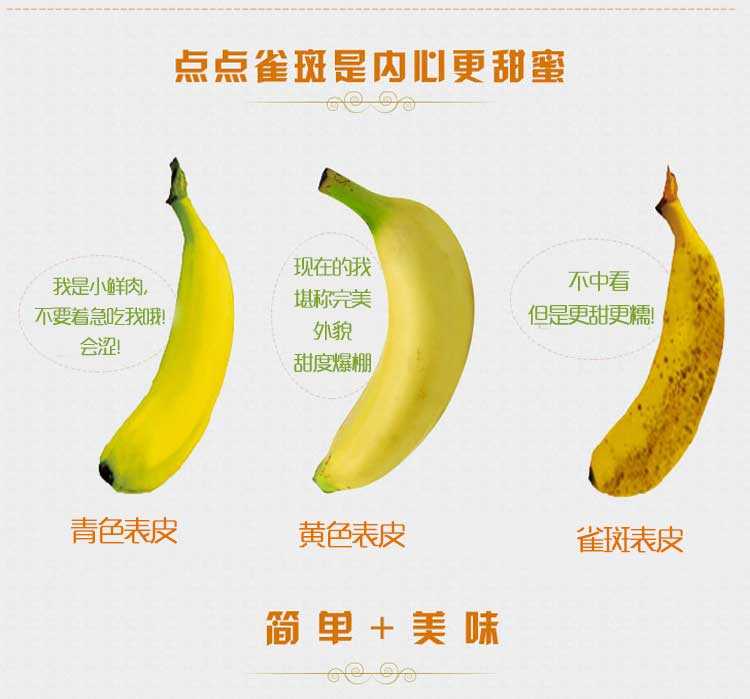 点点雀斑是内心更甜蜜
我是小鲜肉,
不要着急吃我哦!
会涩!
现在的我
堪称完美
外貌
甜度爆棚
不中看
但是更甜更糯!
青色表皮
黄色表皮
雀斑表皮
简单+美味